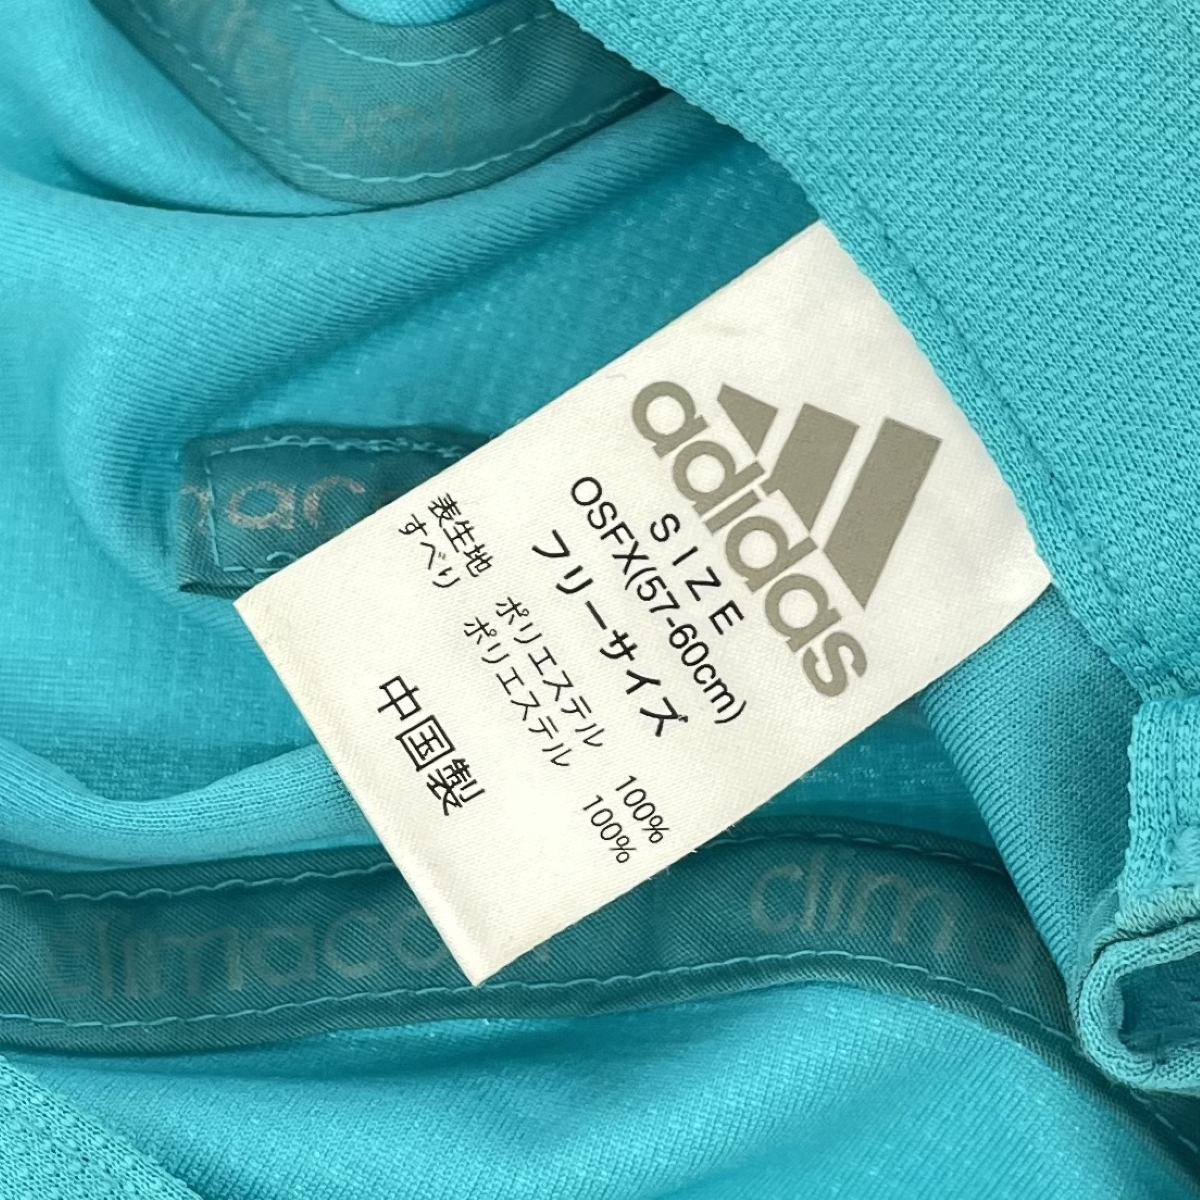 adidas
SIZE
OSFX(57-60cm)
フリーサイズ
表生地 ポリエステル 100%
すべり ポリエステル 100%
中国製
climacool
clima